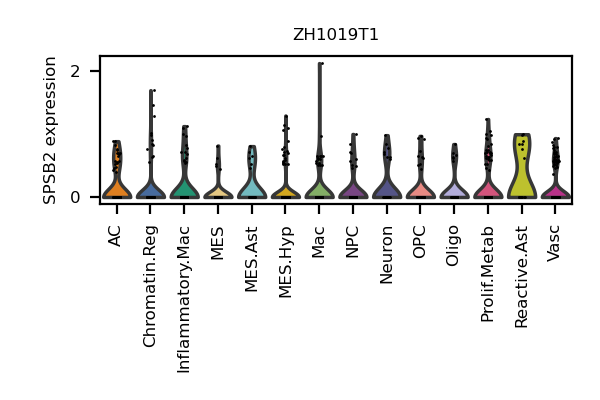 ZH1019T1
SPSB2 expression
2
0
AC
Chromatin.Reg
Inflammatory.Mac
MES
MES.Ast
MES.Hyp
Mac
NPC
Neuron
OPC
Oligo
Prolif.Metab
Reactive.Ast
Vasc